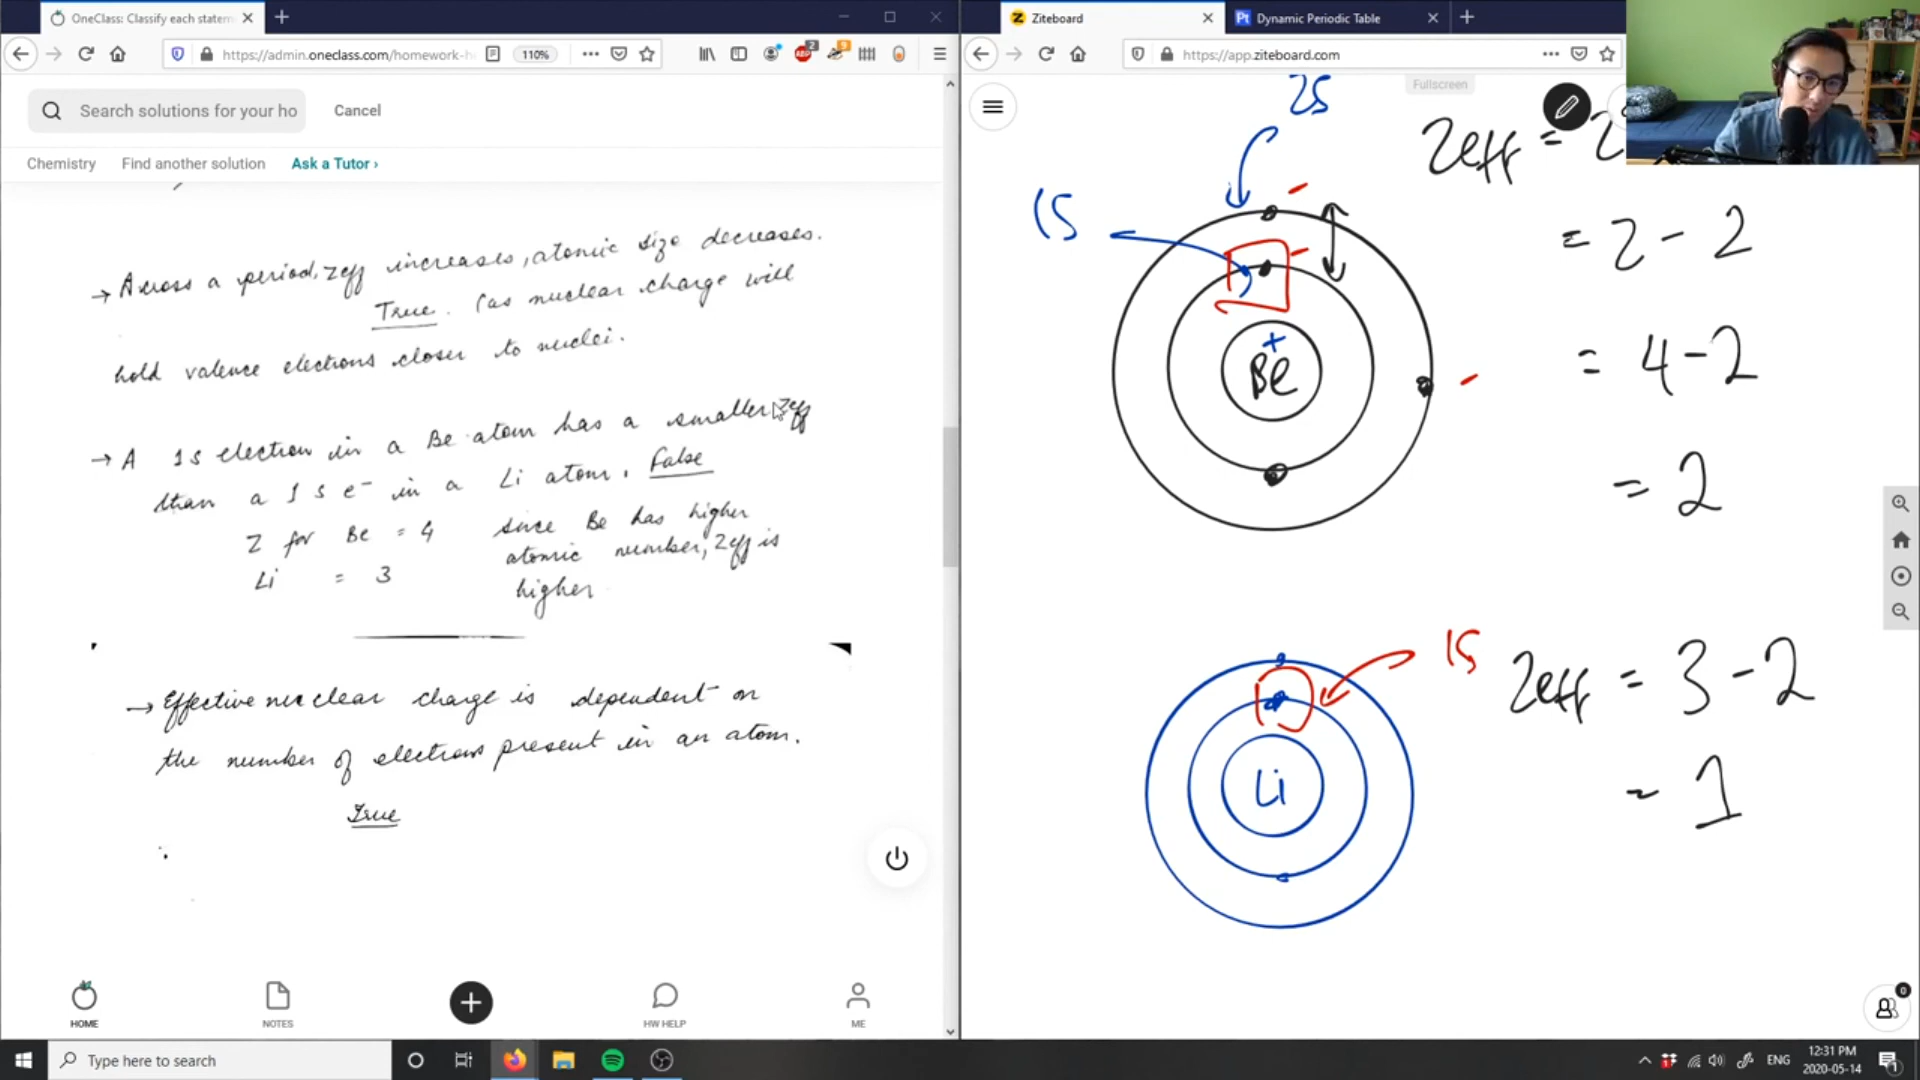 OneClass: Classify each statem
https://admin.oneclass.com/homework-h
110%
Search solutions for your ho
Cancel
Chemistry
Find another solution
Ask a Tutor ›
→ Across a period, Zeff increases, atomic size decreases.
True. (as nuclear charge will
hold valence electrons closer to nuclei.
→ A 1s electron in a Be atom has a smaller Zeff
than a 1s e⁻ in a Li atom. False
Z for Be = 4
Li = 3
since Be has higher
atomic number, Zeff is
higher
→ Effective nuclear charge is dependent on
the number of electrons present in an atom.
True
HOME
NOTES
HW HELP
ME
Ziteboard
Dynamic Periodic Table
https://app.ziteboard.com
Fullscreen
2s
1s
+
Be
Zeff = 2
= 2 - 2
= 4 - 2
= 2
Li
1s
Zeff = 3 - 2
= 1
0
Type here to search
ENG
12:31 PM
2020-05-14